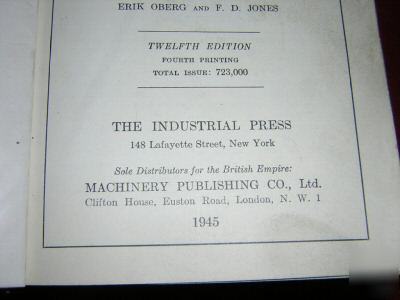 ERIK OBERG AND F. D. JONES
TWELFTH EDITION
FOURTH PRINTING
TOTAL ISSUE: 723,000
THE INDUSTRIAL PRESS
148 Lafayette Street, New York
Sole Distributors for the British Empire:
MACHINERY PUBLISHING CO., Ltd.
Clifton House, Euston Road, London, N. W. 1
1945